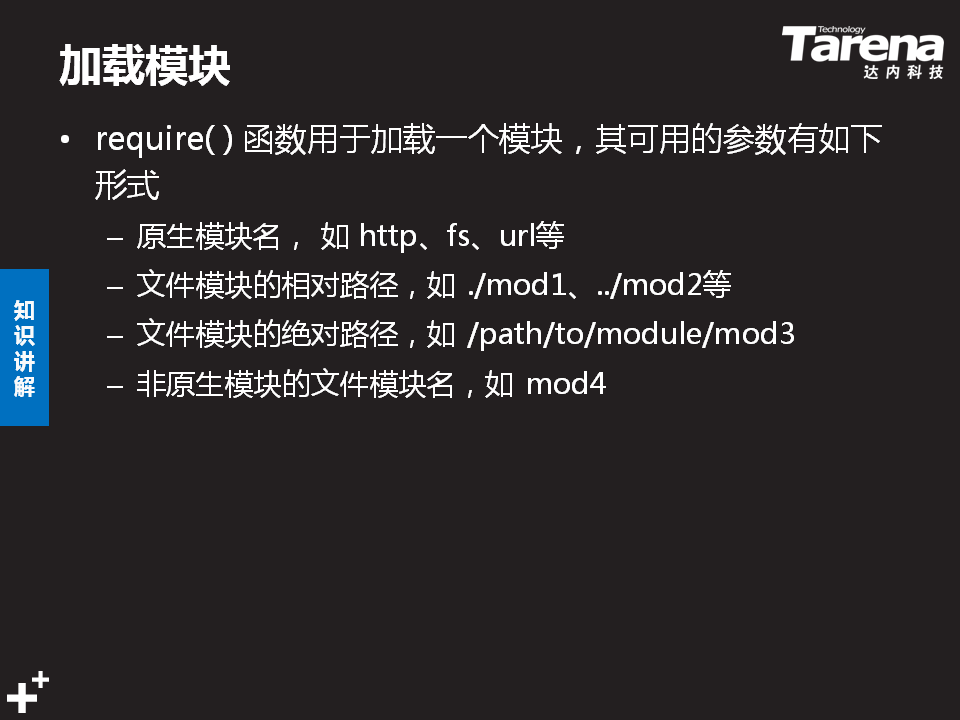 加载模块
Technology
Tarena
达内科技
• require( ) 函数用于加载一个模块，其可用的参数有如下
形式
– 原生模块名， 如 http、fs、url等
– 文件模块的相对路径，如 ./mod1、../mod2等
– 文件模块的绝对路径，如 /path/to/module/mod3
– 非原生模块的文件模块名，如 mod4
知
识
讲
解